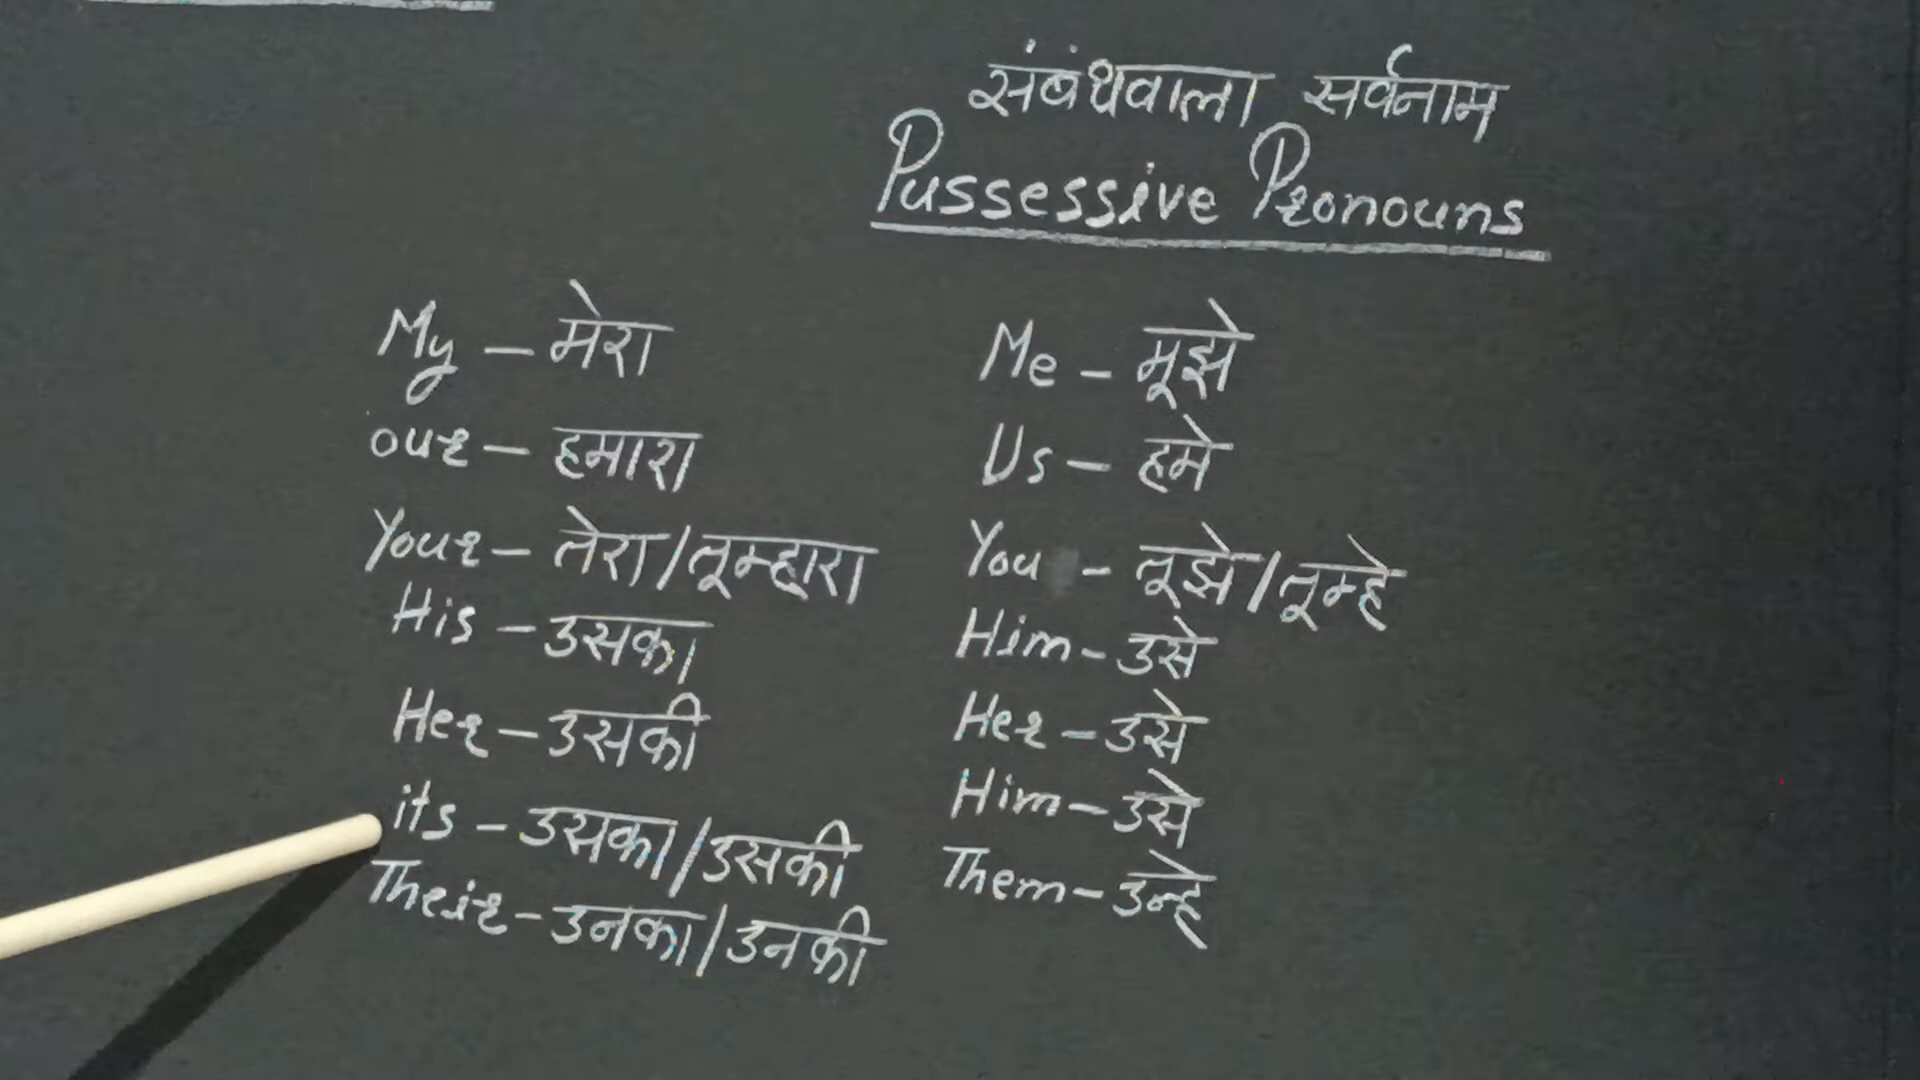 संबंधवाला सर्वनाम
Pussessive Pronouns
My – मेरा
our – हमारा
Your – तेरा/तूम्हारा
His – उसका
Her – उसकी
its – उसका/उसकी
Their – उनका/उनकी
Me – मूझे
Us – हमे
You – तूझे/तूम्हे
Him – उसे
Her – उसे
Him – उसे
Them – उन्हे